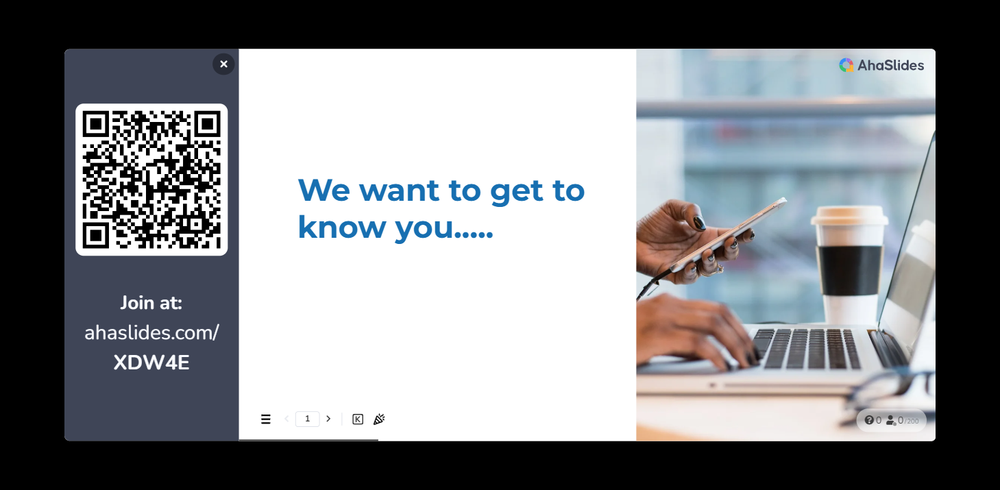 Join at:
ahaslides.com/
XDW4E
We want to get to
know you.....
1
K
AhaSlides
0 0/200